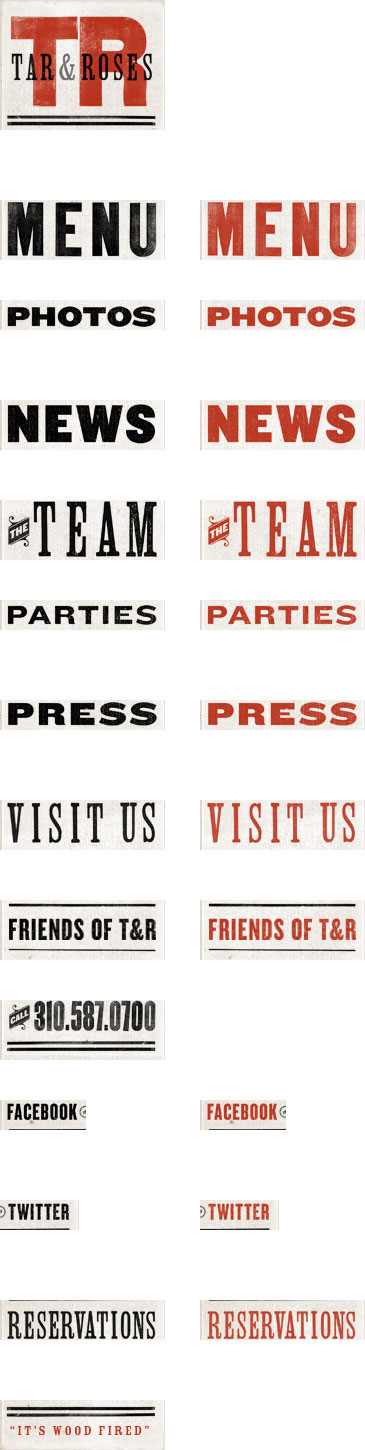 TR
TAR & ROSES
MENU MENU
PHOTOS PHOTOS
NEWS NEWS
THE TEAM THE TEAM
PARTIES PARTIES
PRESS PRESS
VISIT US VISIT US
FRIENDS OF T&R FRIENDS OF T&R
CALL 310.587.0700
FACEBOOK FACEBOOK
TWITTER TWITTER
RESERVATIONS RESERVATIONS
"IT'S WOOD FIRED"